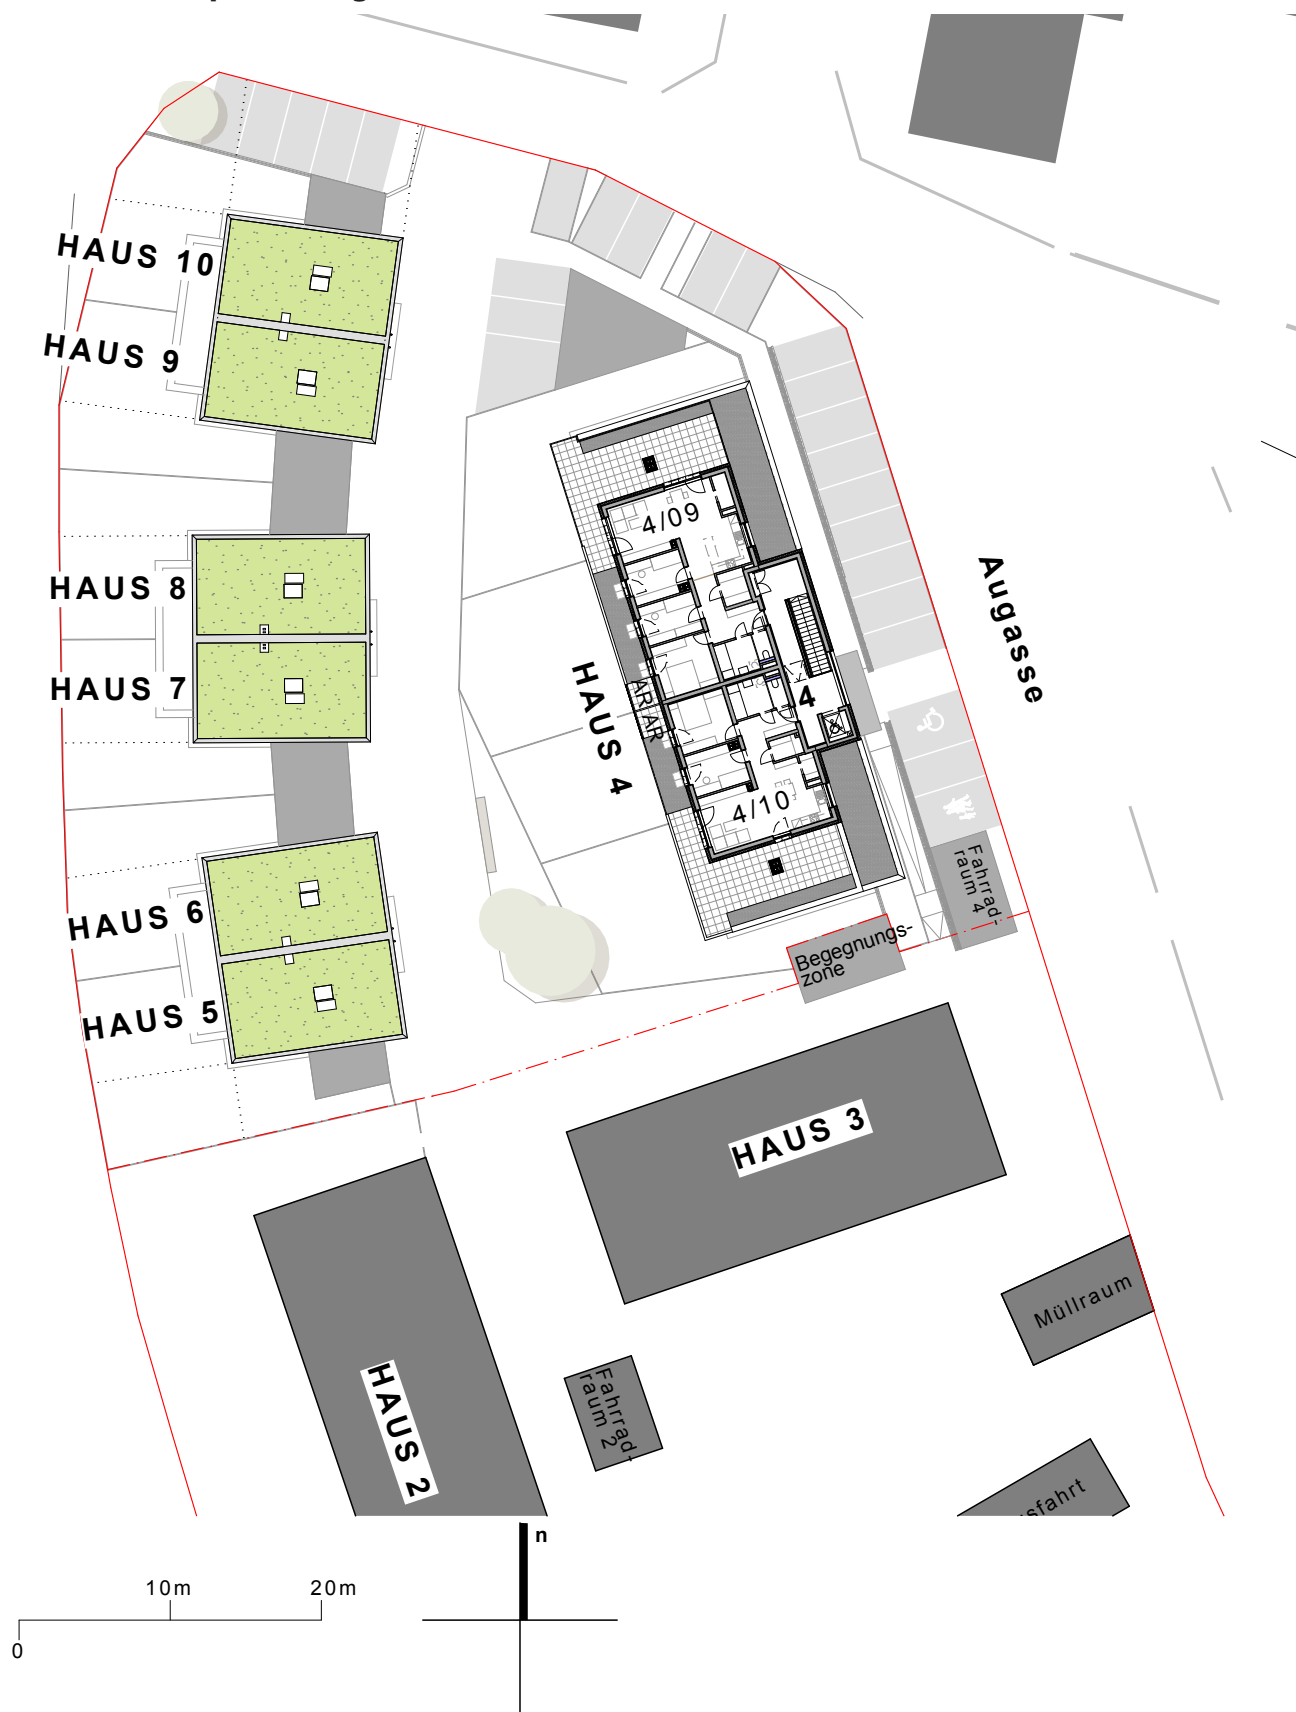 HAUS 10
HAUS 9
HAUS 8
HAUS 7
HAUS 6
HAUS 5
4/09
HAUS 4
AR
AR
4
4/10
Augasse
Fahrrad-
raum 4
Begegnungs-
zone
HAUS 3
HAUS 2
Fahrrad-
raum 2
Müllraum
sfahrt
n
10m
20m
0